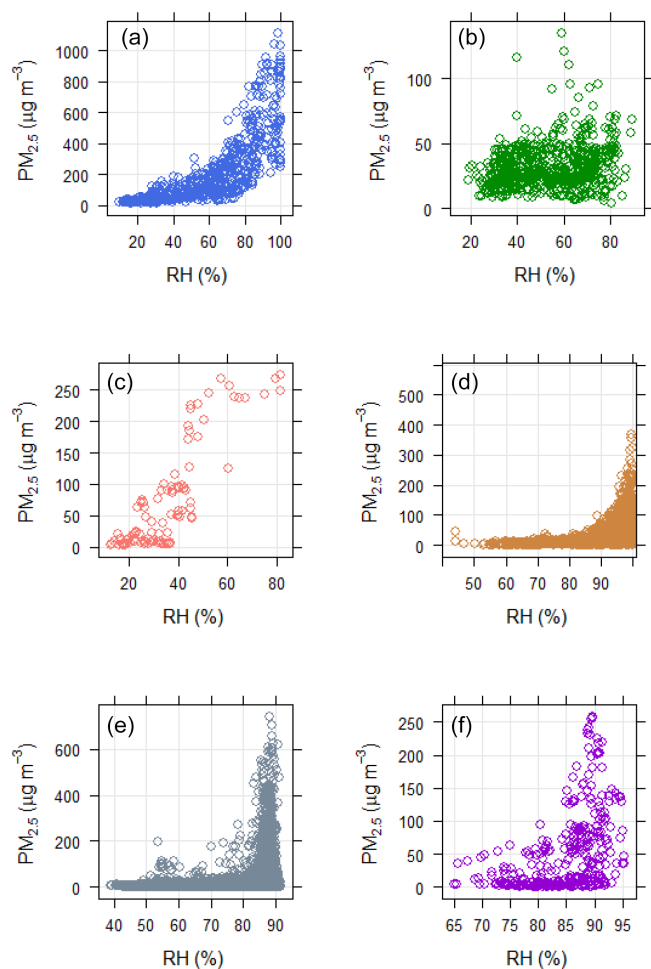 (a)
PM2.5 (µg m−3)
1000
800
600
400
200
0
20 40 60 80 100
RH (%)
(b)
PM2.5 (µg m−3)
100
50
0
20 40 60 80
RH (%)
(c)
PM2.5 (µg m−3)
250
200
150
100
50
0
20 40 60 80
RH (%)
(d)
PM2.5 (µg m−3)
500
400
300
200
100
0
50 60 70 80 90
RH (%)
(e)
PM2.5 (µg m−3)
600
400
200
0
40 50 60 70 80 90
RH (%)
(f)
PM2.5 (µg m−3)
250
200
150
100
50
0
65 70 75 80 85 90 95
RH (%)